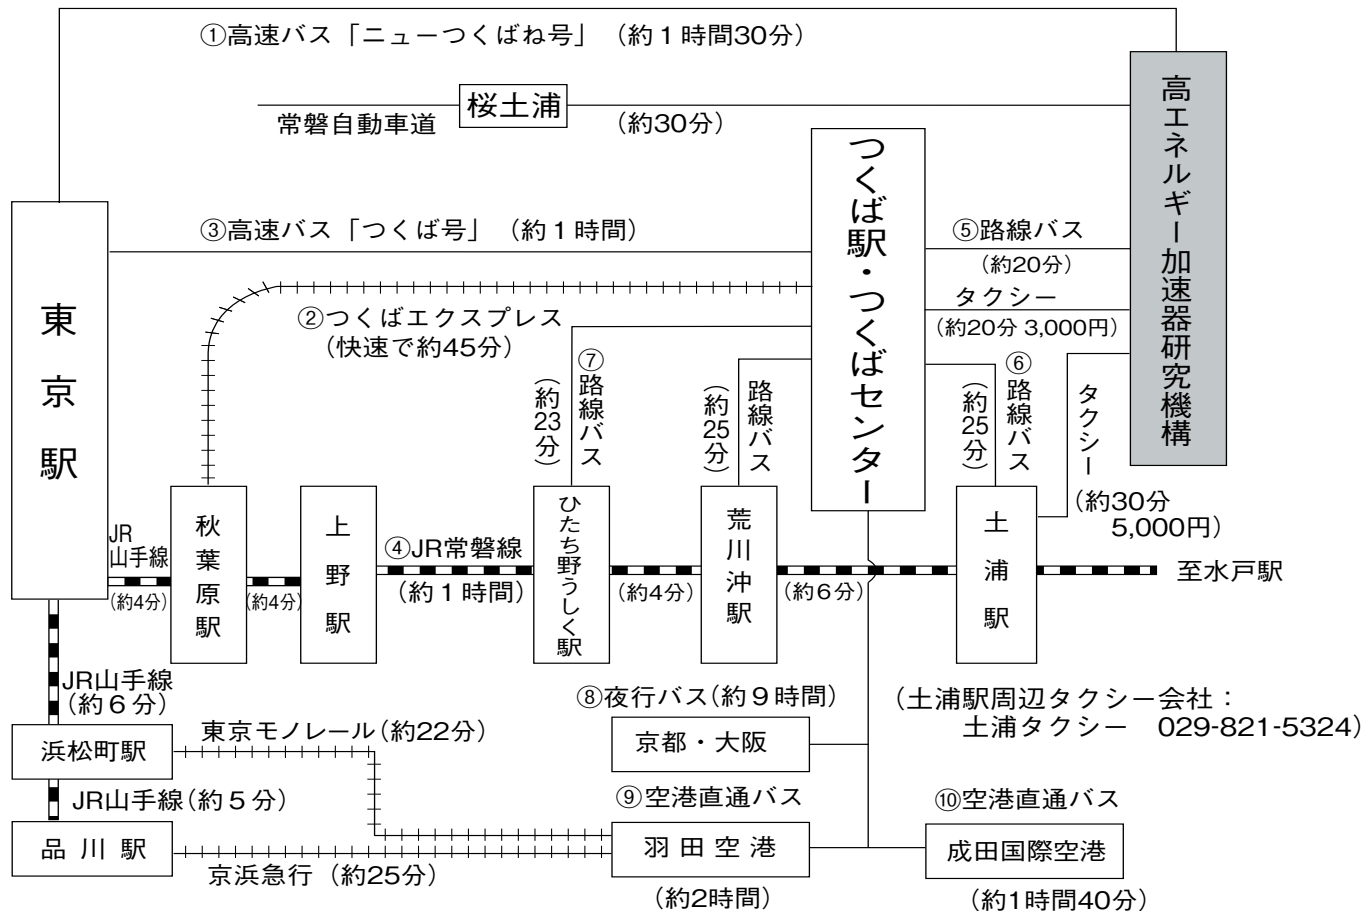 ①高速バス「ニューつくばね号」(約1時間30分)
常磐自動車道
桜土浦
(約30分)
高エネルギー加速器研究機構
つくば駅・つくばセンター
東京駅
③高速バス「つくば号」(約1時間)
⑤路線バス
(約20分)
タクシー
(約20分 3,000円)
②つくばエクスプレス
(快速で約45分)
⑦路線バス
(約23分)
路線バス
(約25分)
⑥路線バス
(約25分)
タクシー
(約30分
5,000円)
JR
山手線
(約4分)
秋葉原駅
(約4分)
上野駅
④JR常磐線
(約1時間)
ひたち野うしく駅
(約4分)
荒川沖駅
(約6分)
土浦駅
至水戸駅
JR山手線
(約6分)
浜松町駅
東京モノレール(約22分)
JR山手線(約5分)
品川駅
京浜急行(約25分)
⑧夜行バス(約9時間)
京都・大阪
(土浦駅周辺タクシー会社:
土浦タクシー 029-821-5324)
⑨空港直通バス
羽田空港
(約2時間)
⑩空港直通バス
成田国際空港
(約1時間40分)